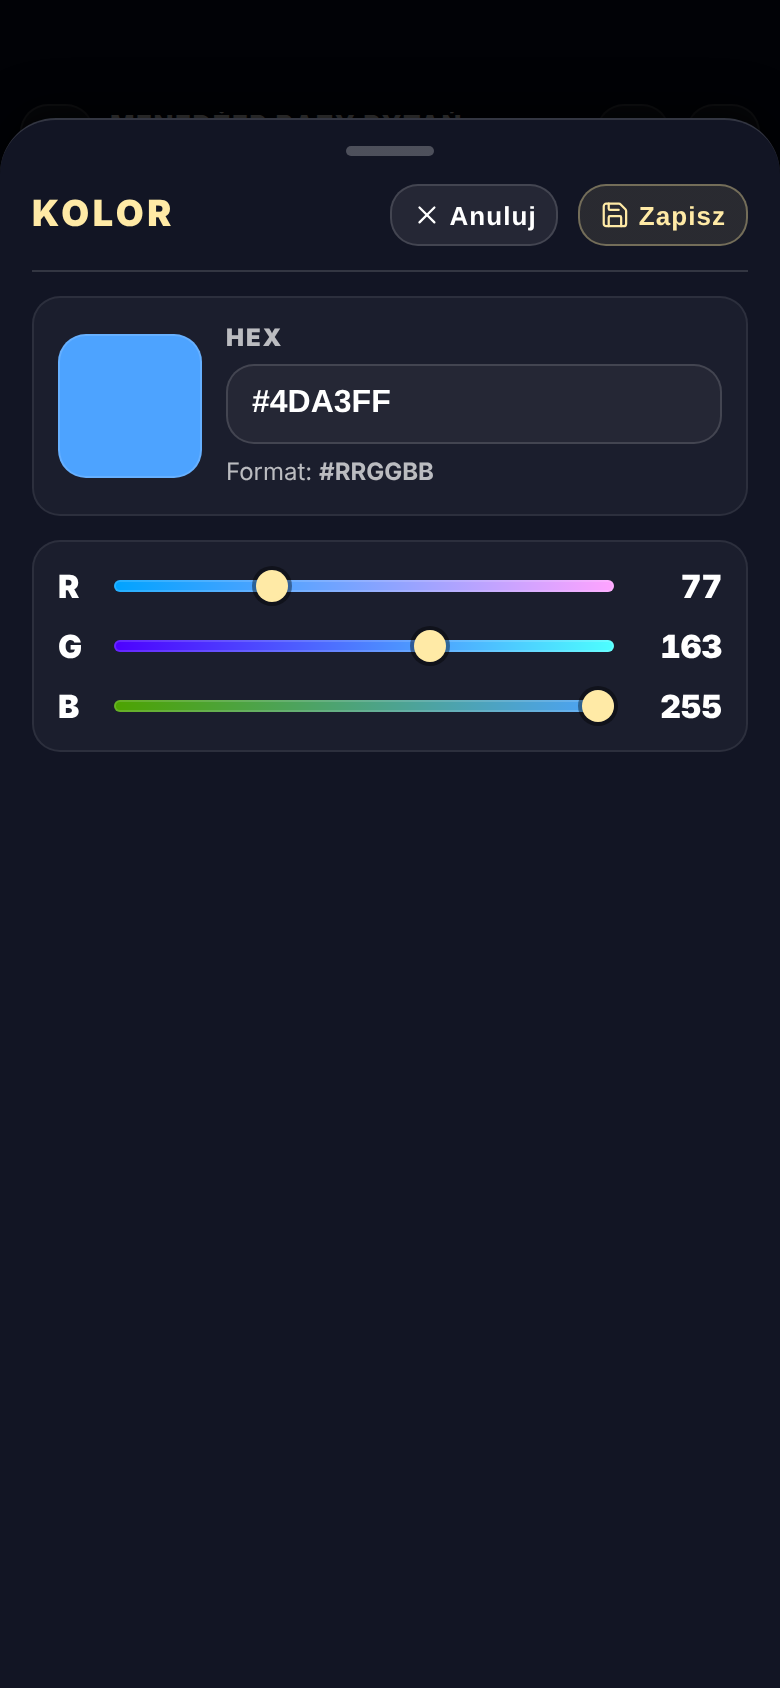 KOLOR
Anuluj
Zapisz
HEX
#4DA3FF
Format: #RRGGBB
R 77
G 163
B 255